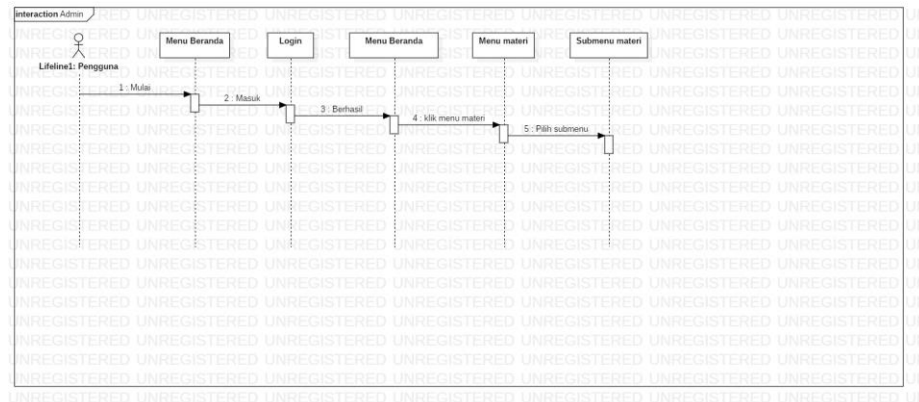 interaction Admin
Menu Beranda
Login
Menu Beranda
Menu materi
Submenu materi
Lifeline1: Pengguna
1 : Mulai
2 : Masuk
3 : Berhasil
4 : klik menu materi
5 : Pilih submenu
UNREGISTERED UNREGISTERED UNREGISTERED UNREGISTERED UNREGISTERED UNREGISTERED UNREGISTERED